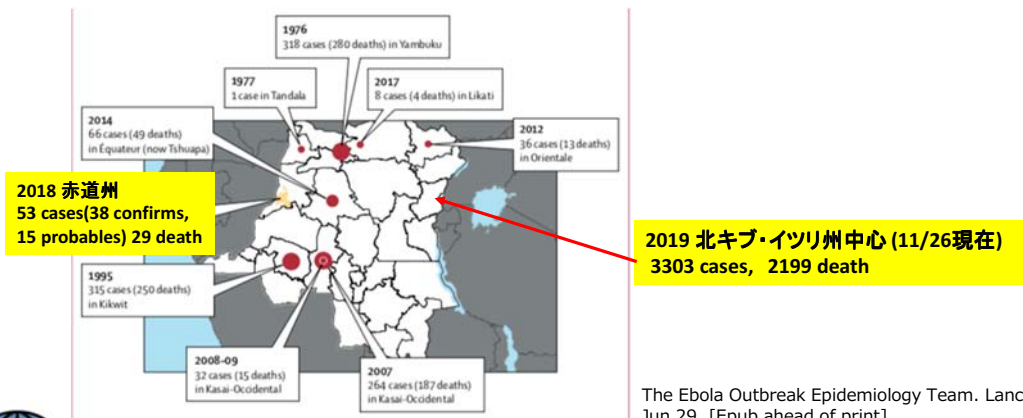 1976
318 cases (280 deaths) in Yambuku
1977
1 case in Tandala
2017
8 cases (4 deaths) in Likati
2014
66 cases (49 deaths)
in Équateur (now Tshuapa)
2012
36 cases (13 deaths)
in Orientale
2018 赤道州
53 cases(38 confirms,
15 probables) 29 death
2019 北キブ・イツリ州中心 (11/26現在)
3303 cases, 2199 death
1995
315 cases (250 deaths)
in Kikwit
2008-09
32 cases (15 deaths)
in Kasai-Occidental
2007
264 cases (187 deaths)
in Kasai-Occidental
The Ebola Outbreak Epidemiology Team. Lanc
Jun 29. [Epub ahead of print]